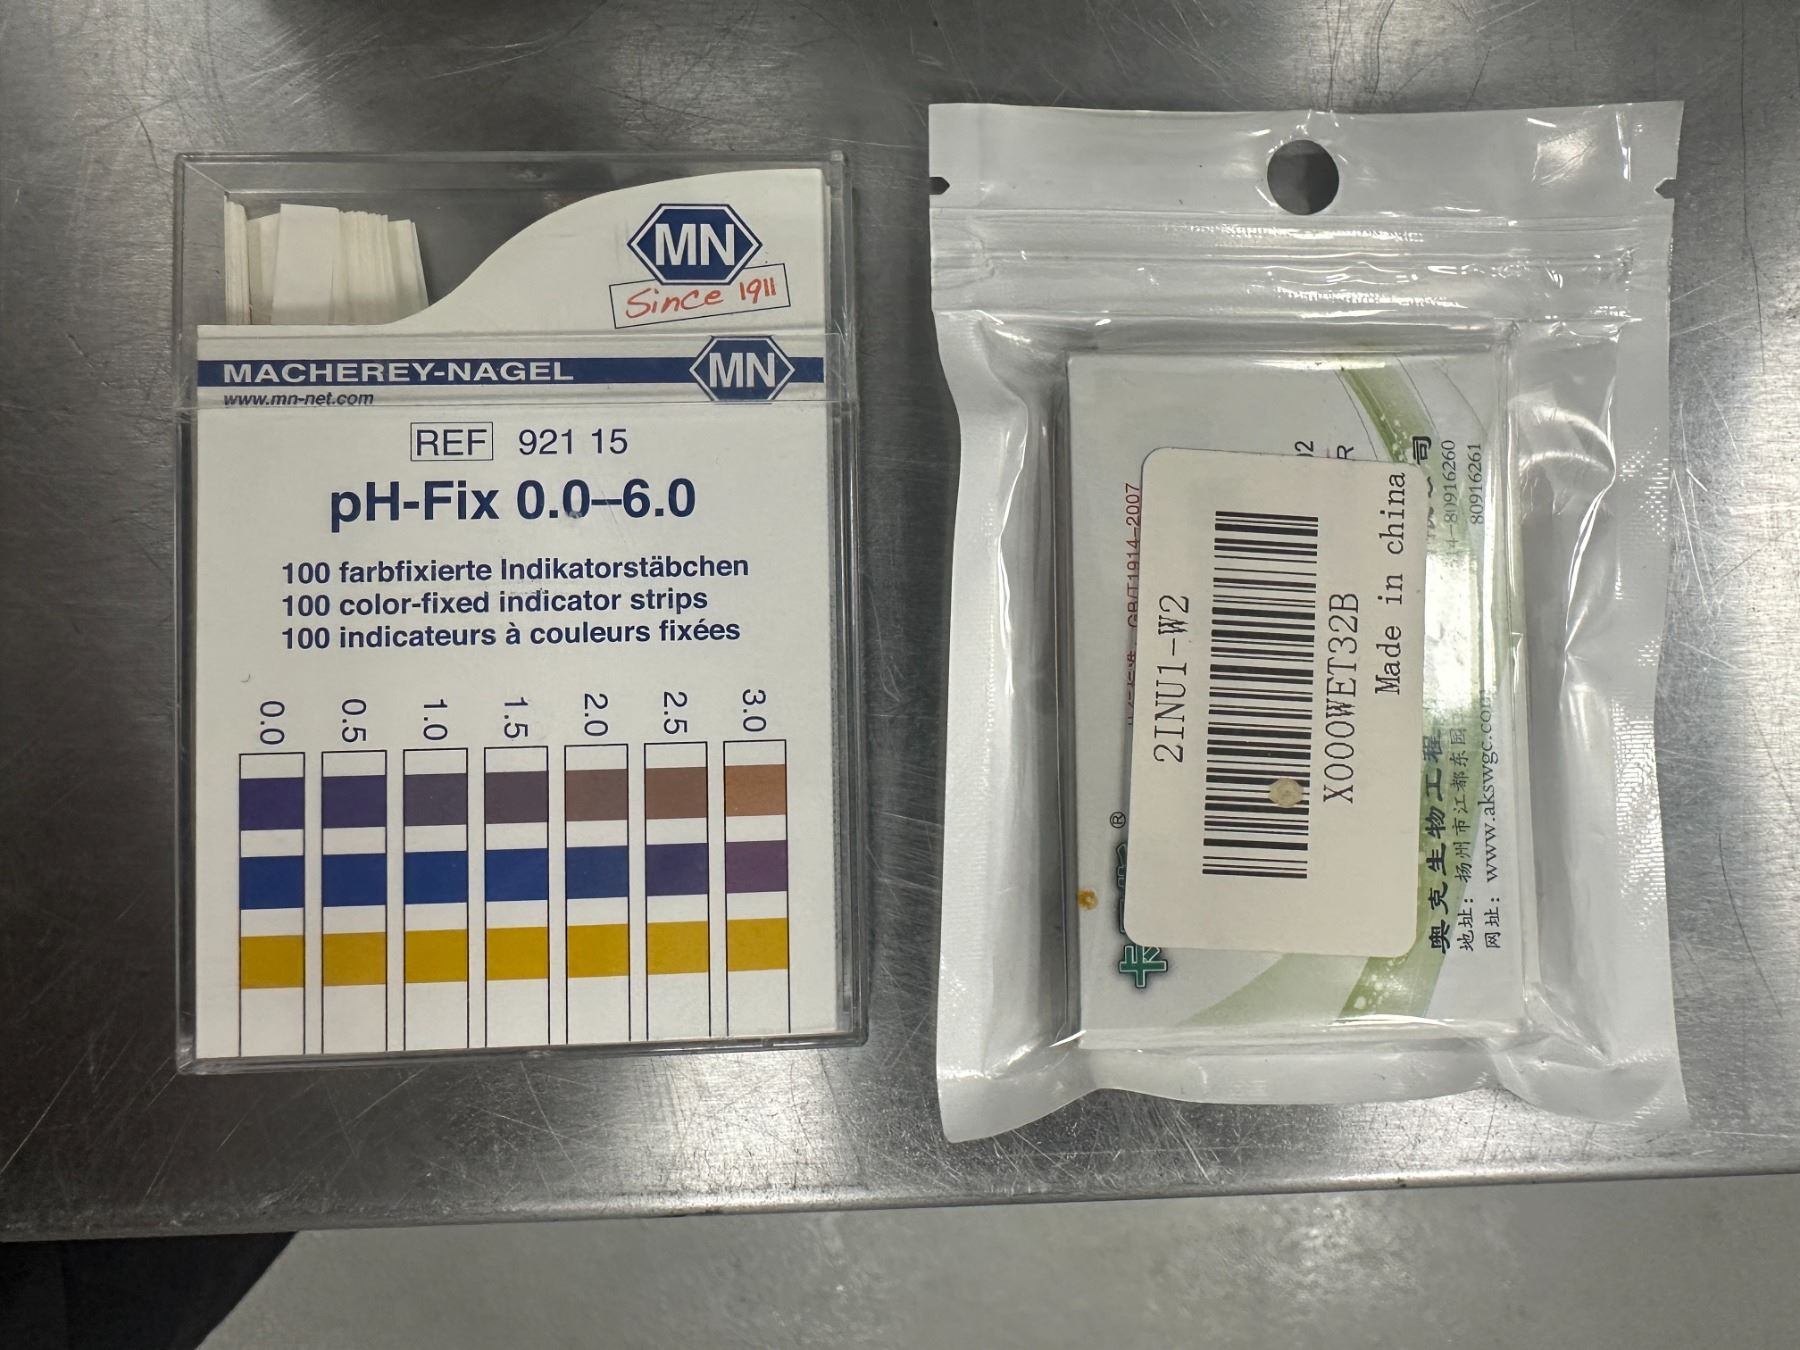 MN
Since 1911
MACHEREY-NAGEL
MN
www.mn-net.com
REF 921 15
pH-Fix 0.0–6.0
100 farbfixierte Indikatorstäbchen
100 color-fixed indicator strips
100 indicateurs à couleurs fixées
0.0 0.5 1.0 1.5 2.0 2.5 3.0
®
GB/T1914-2007
2INU1-W2
X000WET32B
Made in china
奥克生物工程
司
地址: 扬州市江都东园
80916260
80916261
网址: www.akswgc.com